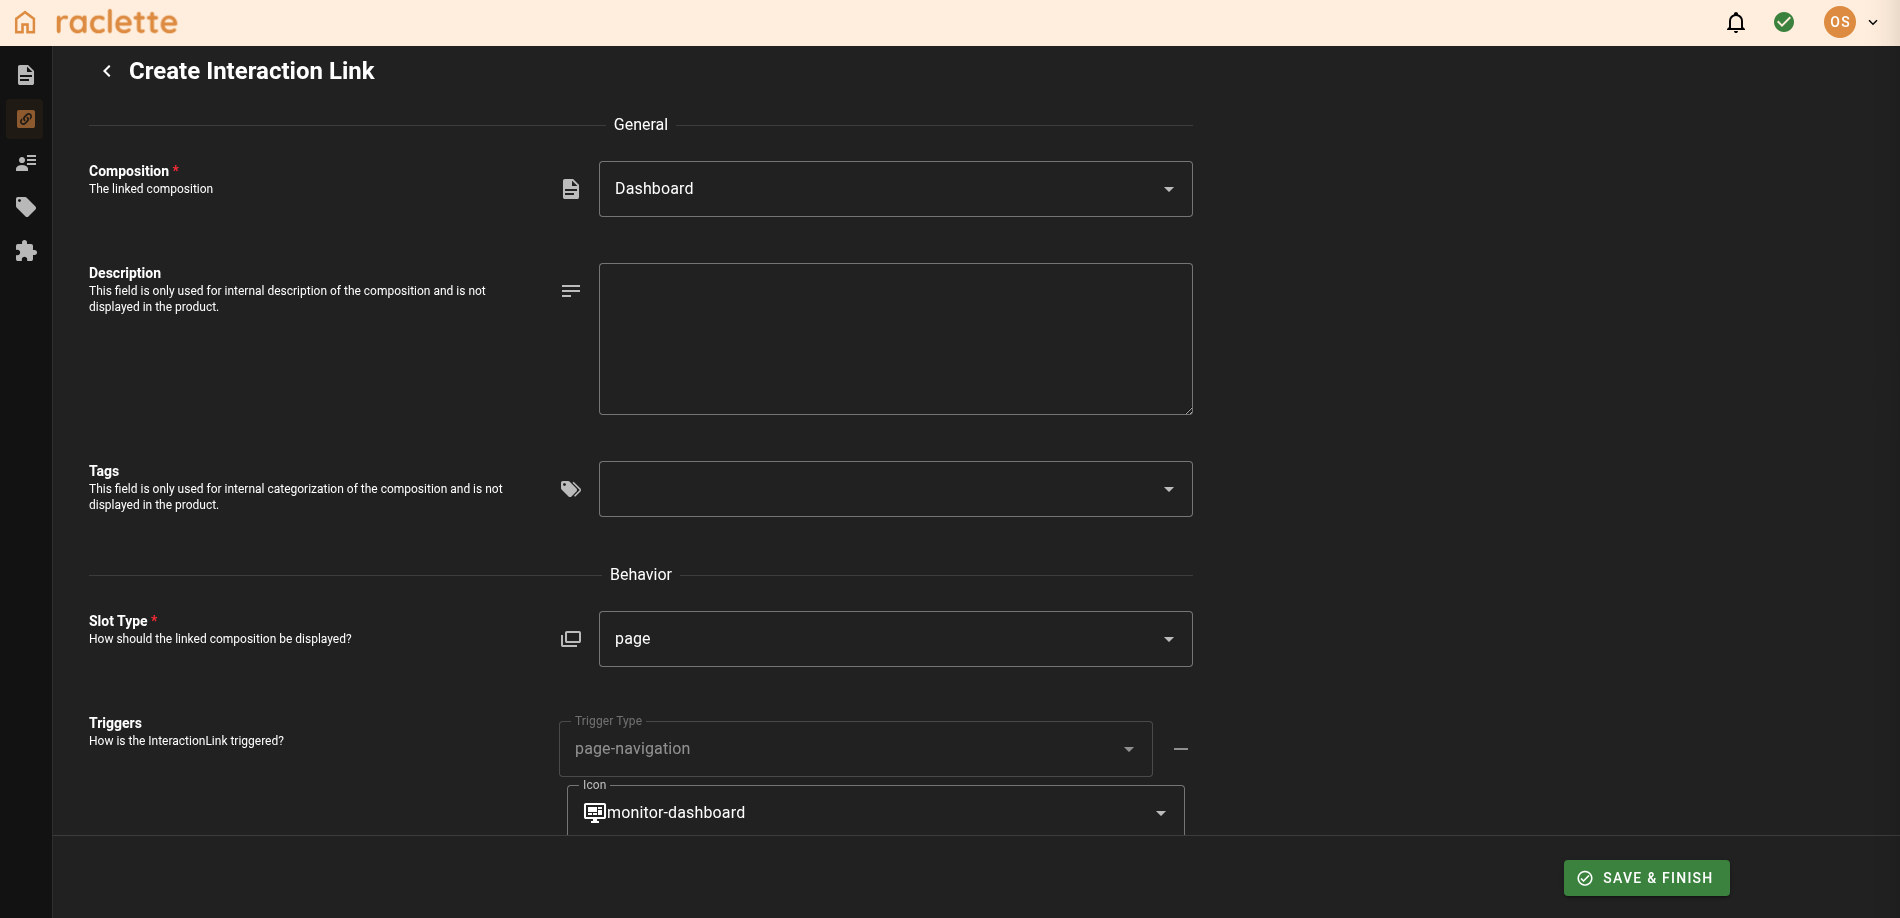 raclette
OS
Create Interaction Link
General
Composition *
The linked composition
Dashboard
Description
This field is only used for internal description of the composition and is not
displayed in the product.
Tags
This field is only used for internal categorization of the composition and is not
displayed in the product.
Behavior
Slot Type *
How should the linked composition be displayed?
page
Triggers
How is the InteractionLink triggered?
Trigger Type
page-navigation
Icon
monitor-dashboard
SAVE & FINISH